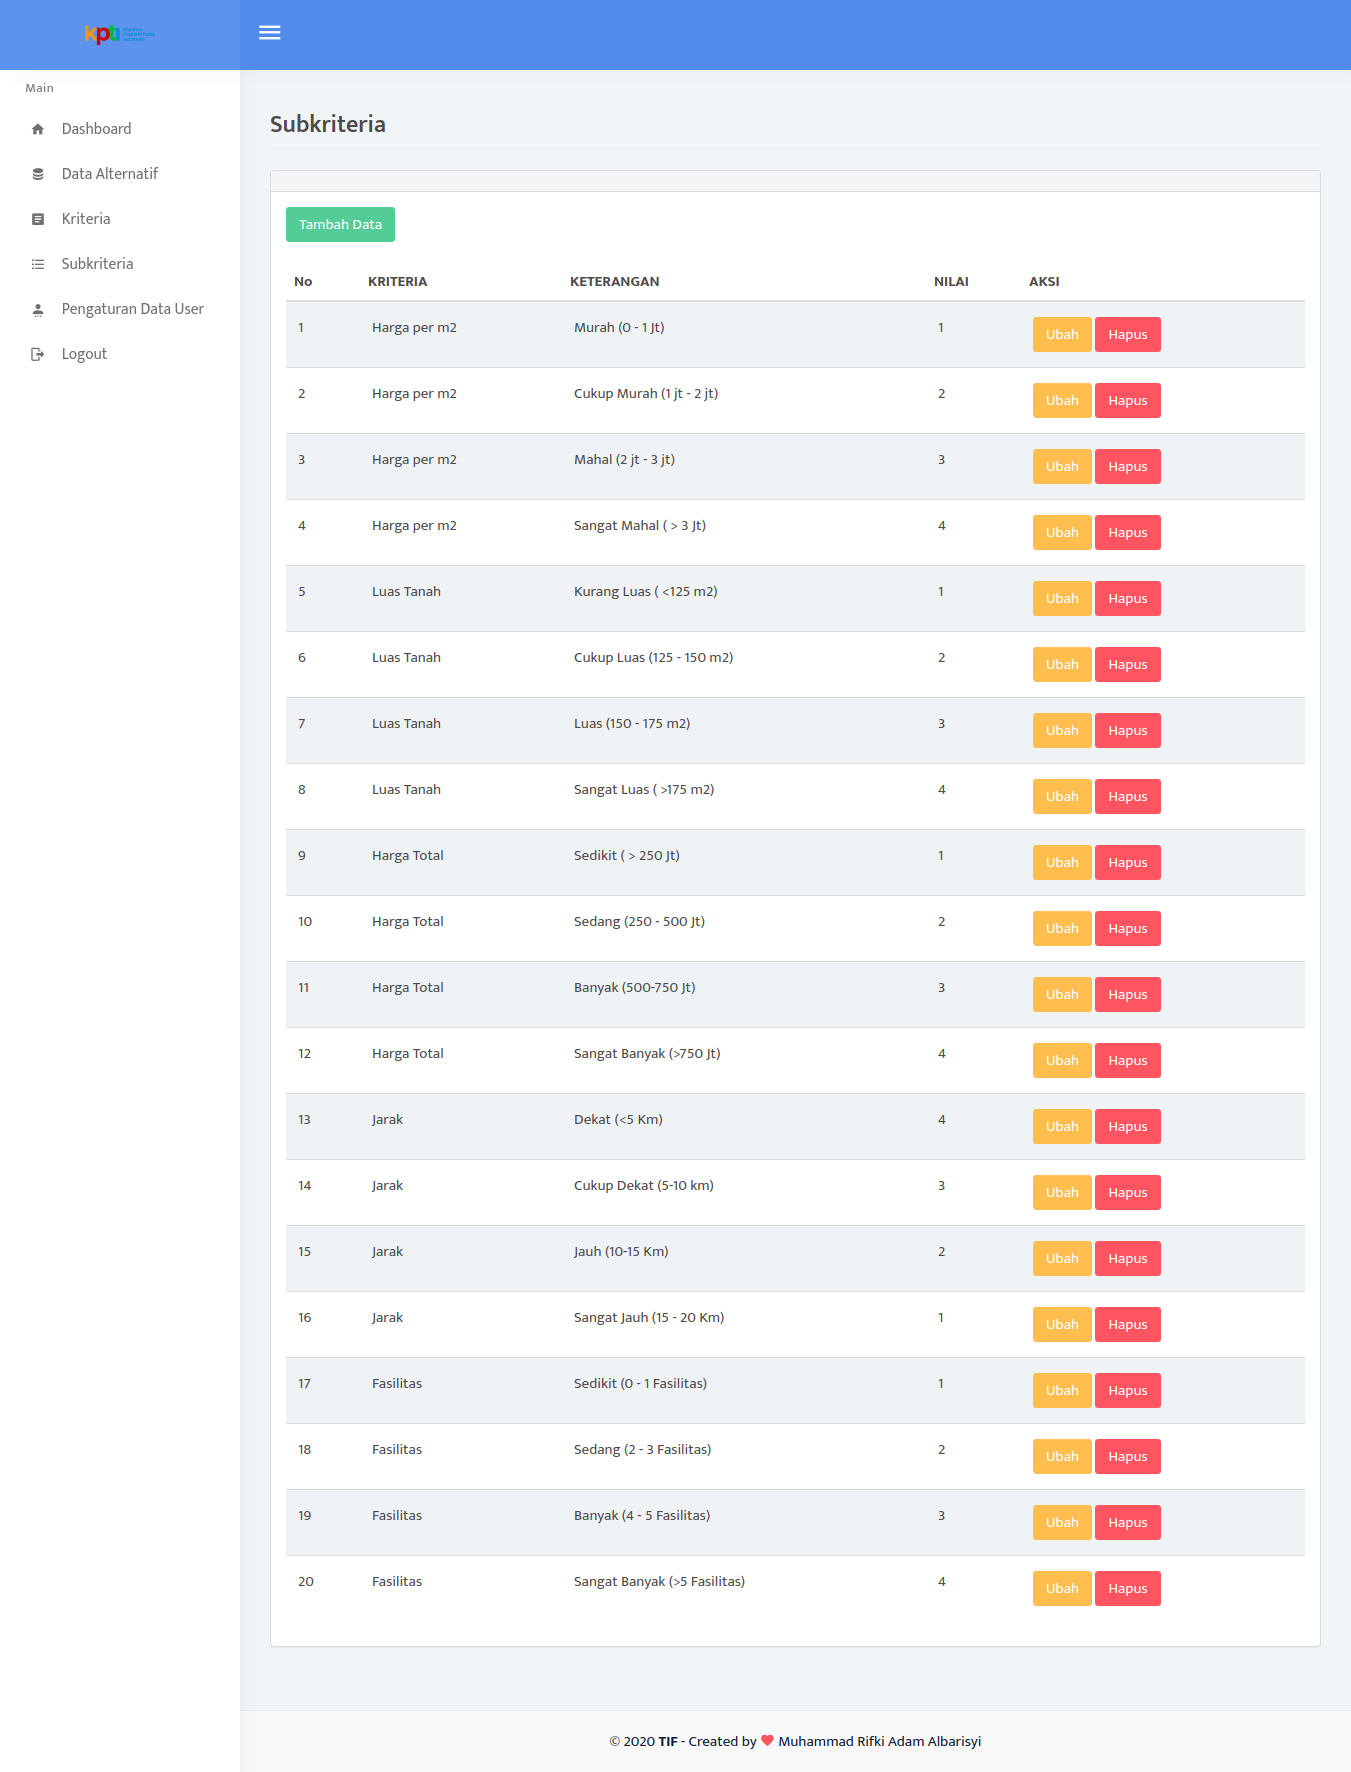 kpti
Main
Dashboard
Data Alternatif
Kriteria
Subkriteria
Pengaturan Data User
Logout
Subkriteria
Tambah Data
No KRITERIA KETERANGAN NILAI AKSI
1 Harga per m2 Murah (0 - 1 Jt) 1 Ubah Hapus
2 Harga per m2 Cukup Murah (1 jt - 2 jt) 2 Ubah Hapus
3 Harga per m2 Mahal (2 jt - 3 jt) 3 Ubah Hapus
4 Harga per m2 Sangat Mahal ( > 3 Jt) 4 Ubah Hapus
5 Luas Tanah Kurang Luas ( <125 m2) 1 Ubah Hapus
6 Luas Tanah Cukup Luas (125 - 150 m2) 2 Ubah Hapus
7 Luas Tanah Luas (150 - 175 m2) 3 Ubah Hapus
8 Luas Tanah Sangat Luas ( >175 m2) 4 Ubah Hapus
9 Harga Total Sedikit ( > 250 Jt) 1 Ubah Hapus
10 Harga Total Sedang (250 - 500 Jt) 2 Ubah Hapus
11 Harga Total Banyak (500-750 Jt) 3 Ubah Hapus
12 Harga Total Sangat Banyak (>750 Jt) 4 Ubah Hapus
13 Jarak Dekat (<5 Km) 4 Ubah Hapus
14 Jarak Cukup Dekat (5-10 km) 3 Ubah Hapus
15 Jarak Jauh (10-15 Km) 2 Ubah Hapus
16 Jarak Sangat Jauh (15 - 20 Km) 1 Ubah Hapus
17 Fasilitas Sedikit (0 - 1 Fasilitas) 1 Ubah Hapus
18 Fasilitas Sedang (2 - 3 Fasilitas) 2 Ubah Hapus
19 Fasilitas Banyak (4 - 5 Fasilitas) 3 Ubah Hapus
20 Fasilitas Sangat Banyak (>5 Fasilitas) 4 Ubah Hapus
© 2020 TIF - Created by Muhammad Rifki Adam Albarisyi